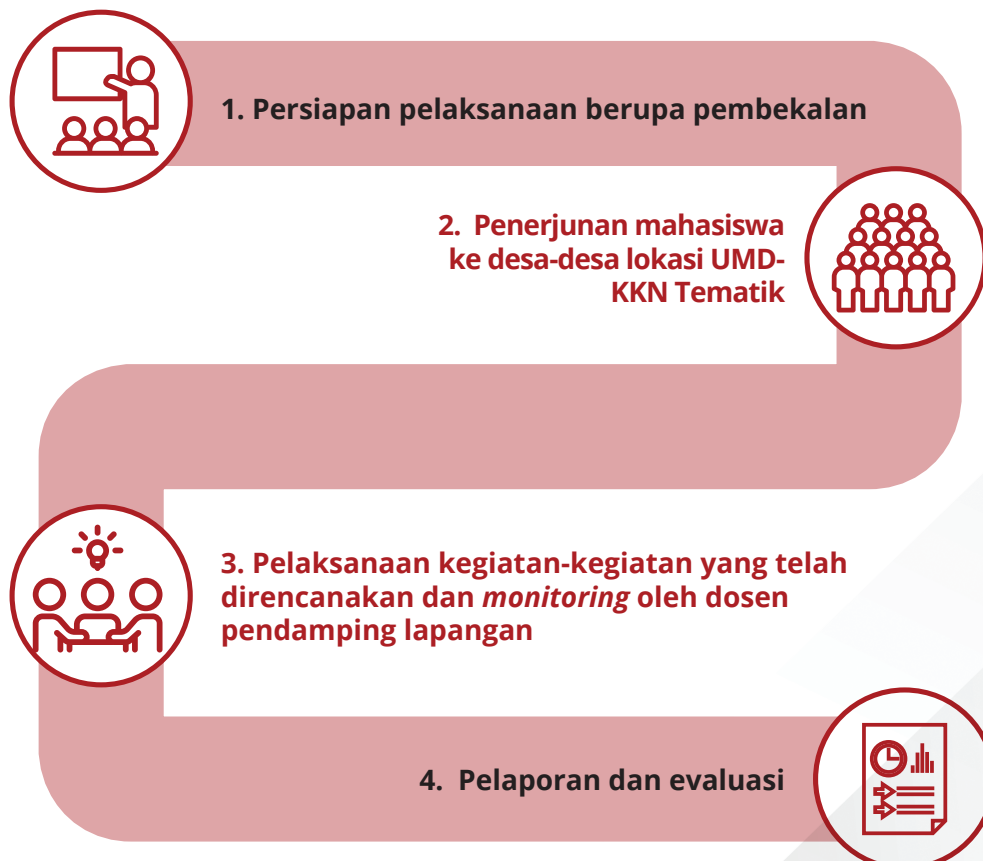 1. Persiapan pelaksanaan berupa pembekalan
2. Penerjunan mahasiswa
ke desa-desa lokasi UMD-
KKN Tematik
3. Pelaksanaan kegiatan-kegiatan yang telah
direncanakan dan monitoring oleh dosen
pendamping lapangan
4. Pelaporan dan evaluasi